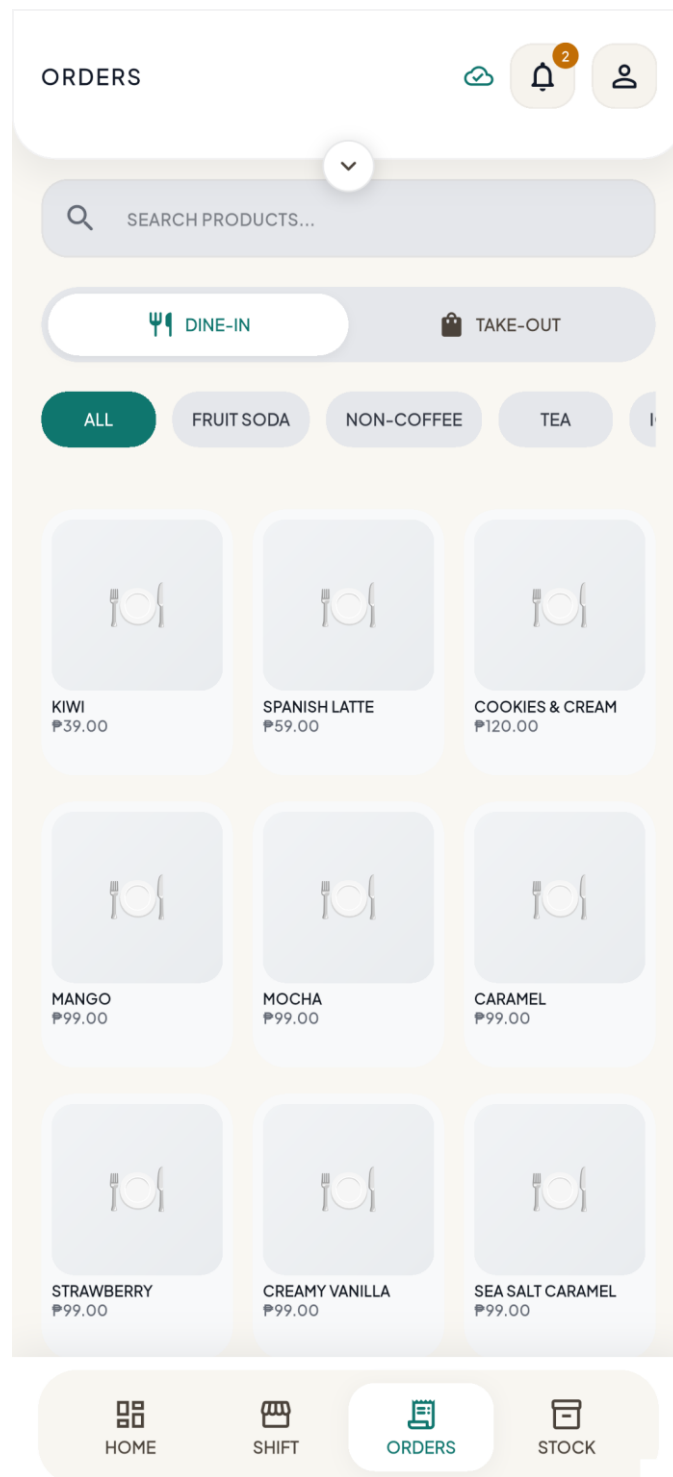 ORDERS
2
SEARCH PRODUCTS...
DINE-IN
TAKE-OUT
ALL
FRUIT SODA
NON-COFFEE
TEA
KIWI
₱39.00
SPANISH LATTE
₱59.00
COOKIES & CREAM
₱120.00
MANGO
₱99.00
MOCHA
₱99.00
CARAMEL
₱99.00
STRAWBERRY
₱99.00
CREAMY VANILLA
₱99.00
SEA SALT CARAMEL
₱99.00
HOME
SHIFT
ORDERS
STOCK